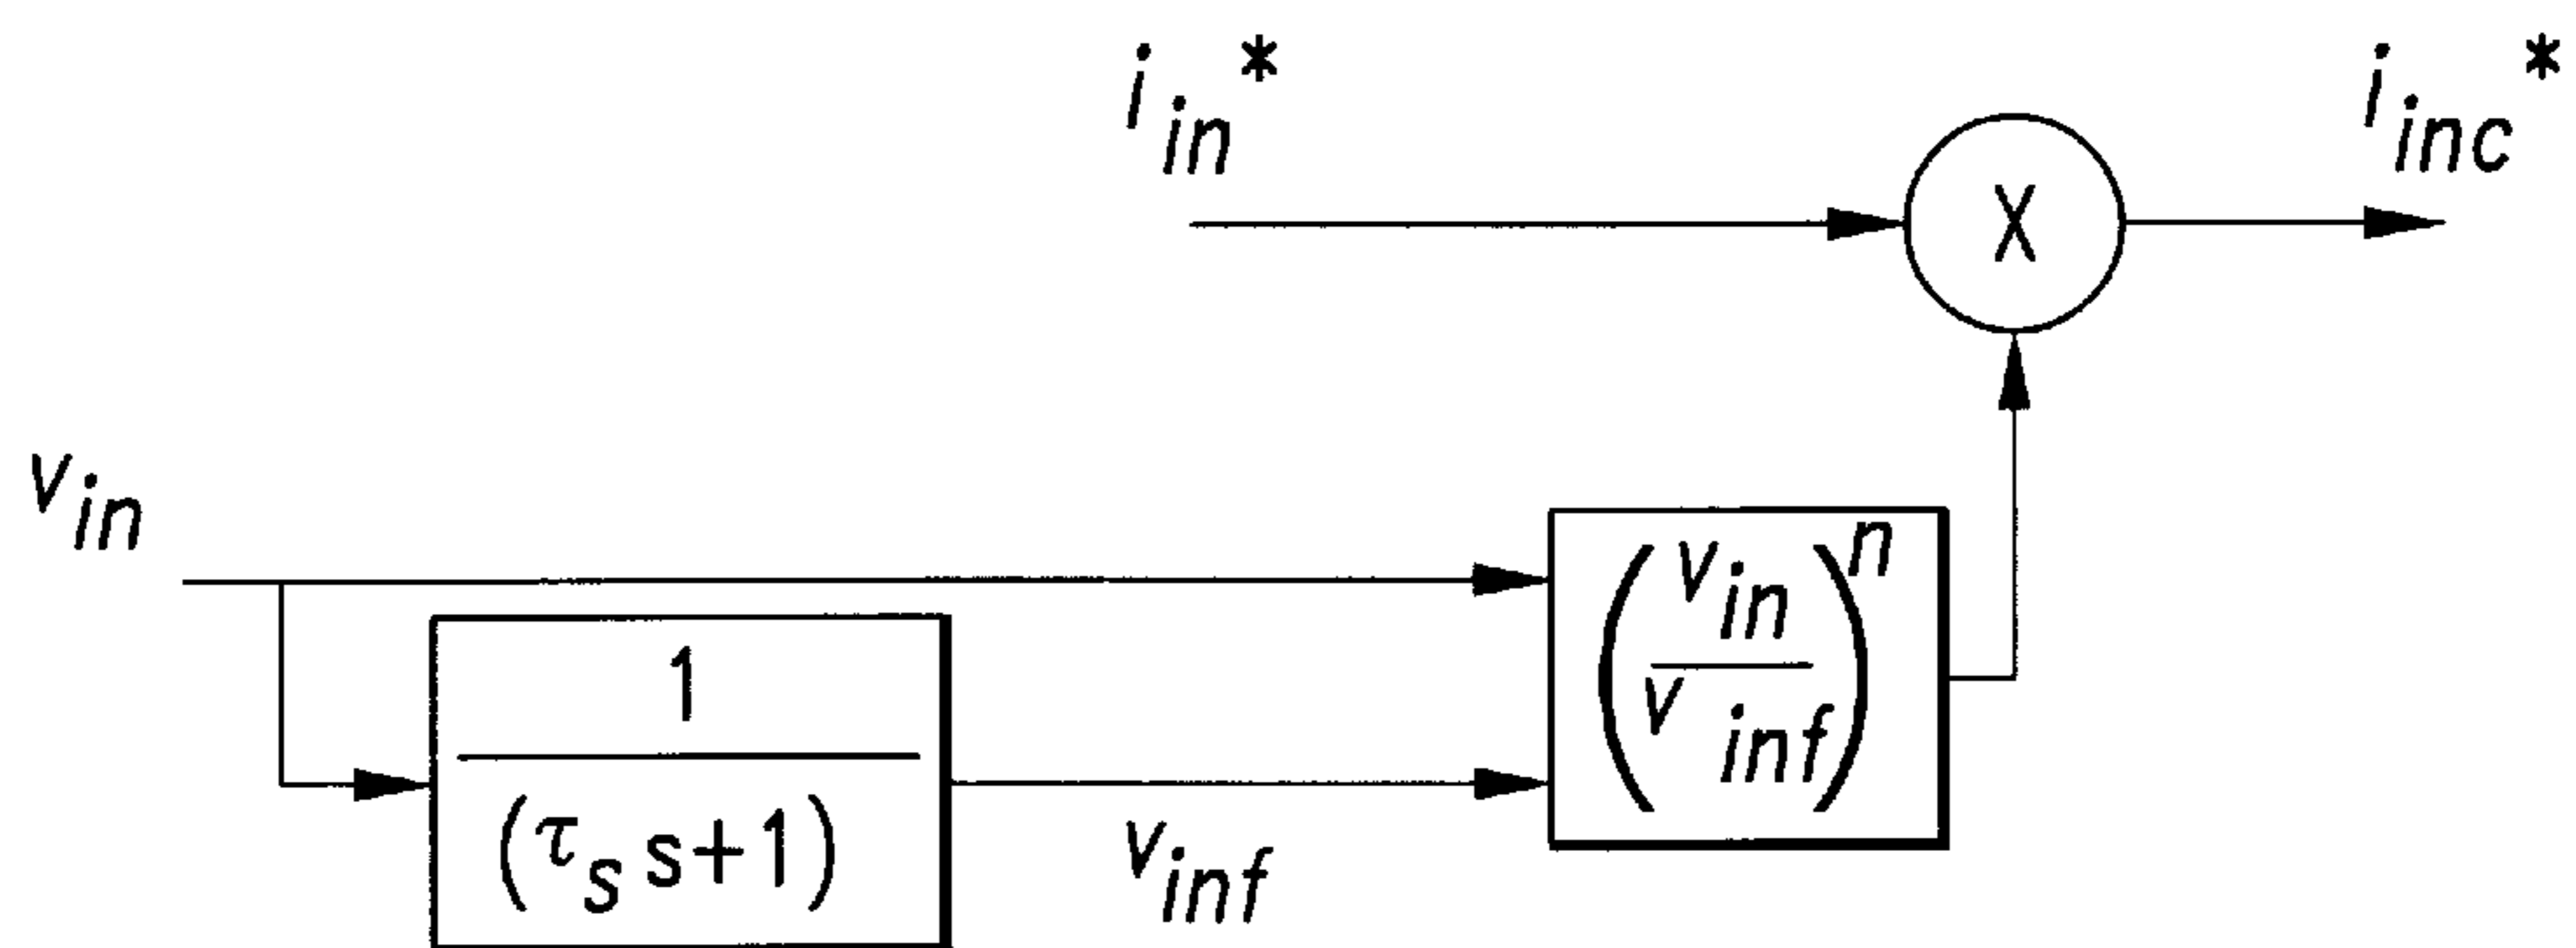 i_in*
i_inc*
X
v_in
(v_in / v_inf)^n
1 / (τ_s s+1)
v_inf